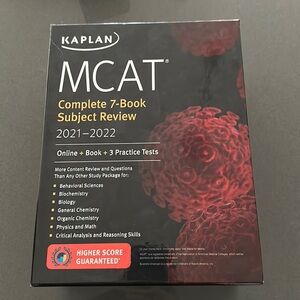 KAPLAN
MCAT®
Complete 7-Book
Subject Review
2021–2022
Online + Book + 3 Practice Tests
More Content Review and Questions
Than Any Other Study Package for:
• Behavioral Sciences
• Biochemistry
• Biology
• General Chemistry
• Organic Chemistry
• Physics and Math
• Critical Analysis and Reasoning Skills
HIGHER SCORE
GUARANTEED